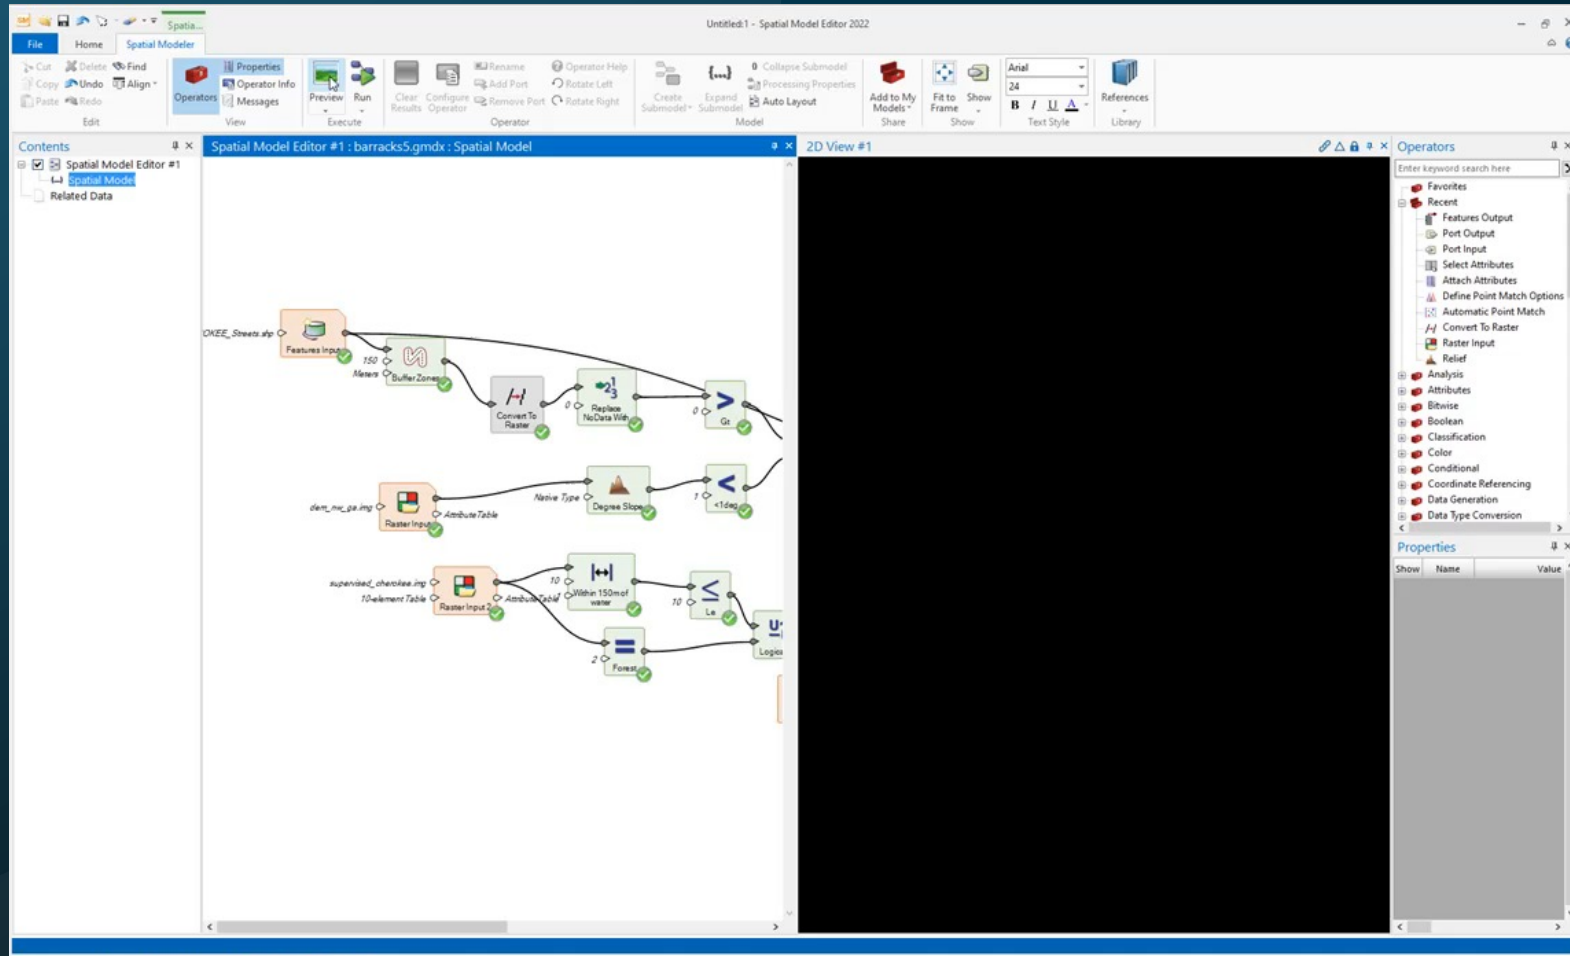 Spatia...
Untitled:1 - Spatial Model Editor 2022
File Home Spatial Modeler
Cut Delete Find
Copy Undo Align
Paste Redo
Edit
Operators
Properties
Operator Info
Messages
View
Preview Run
Execute
Clear Results
Configure Operator
Rename
Add Port
Remove Port
Operator Help
Rotate Left
Rotate Right
Operator
Create Submodel
Expand Submodel
Collapse Submodel
Processing Properties
Auto Layout
Model
Add to My Models
Share
Fit to Frame
Show
Show
Arial
24
B I U A
Text Style
References
Library
Contents
Spatial Model Editor #1
Spatial Model
Related Data
Spatial Model Editor #1 : barracks5.gmdx : Spatial Model
OKEE_Streets.shp
Features Input
150
Meters
Buffer Zones
Convert To Raster
0
Replace NoData With
0
Gt
dem_nw_ga.img
Raster Input
AttributeTable
Native Type
Degree Slope
1
<1deg
supervised_cherokee.img
10-element Table
Raster Input 2
AttributeTable
10
Within 150m of water
10
Le
2
Forest
Logica
2D View #1
Operators
Enter keyword search here
Favorites
Recent
Features Output
Port Output
Port Input
Select Attributes
Attach Attributes
Define Point Match Options
Automatic Point Match
Convert To Raster
Raster Input
Relief
Analysis
Attributes
Bitwise
Boolean
Classification
Color
Conditional
Coordinate Referencing
Data Generation
Data Type Conversion
Properties
Show Name Value